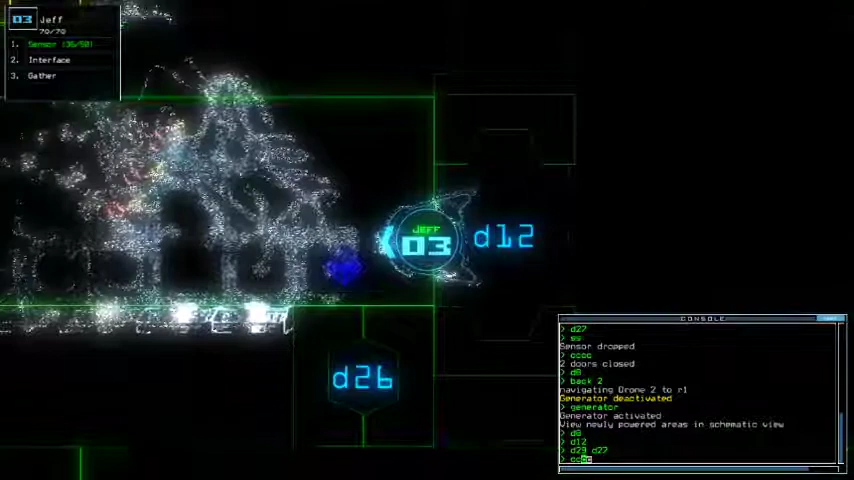 03 Jeff
70/70
1. Sensor (36/50)
2. Interface
3. Gather
JEFF
03
d12
d26
CONSOLE
> d27
> ss
Sensor dropped
> cccc
2 doors closed
> d8
> back 2
navigating Drone 2 to r1
Generator deactivated
> generator
Generator activated
View newly powered areas in schematic view
> d8
> d12
> d29 d27
> cccc